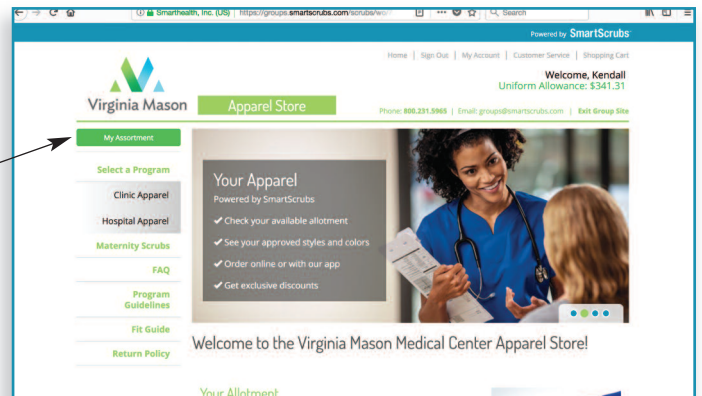 Smarthealth, Inc. (US) | https://groups.smartscrubs.com/scrubs/wo
Search
Powered by SmartScrubs
Home | Sign Out | My Account | Customer Service | Shopping Cart
Welcome, Kendall
Uniform Allowance: $341.31
Virginia Mason
Apparel Store
Phone: 800.231.5965 | Email: groups@smartscrubs.com | Exit Group Site
My Assortment
Select a Program
Clinic Apparel
Hospital Apparel
Maternity Scrubs
FAQ
Program
Guidelines
Fit Guide
Return Policy
Your Apparel
Powered by SmartScrubs
✓ Check your available allotment
✓ See your approved styles and colors
✓ Order online or with our app
✓ Get exclusive discounts
Welcome to the Virginia Mason Medical Center Apparel Store!
Your Allotment